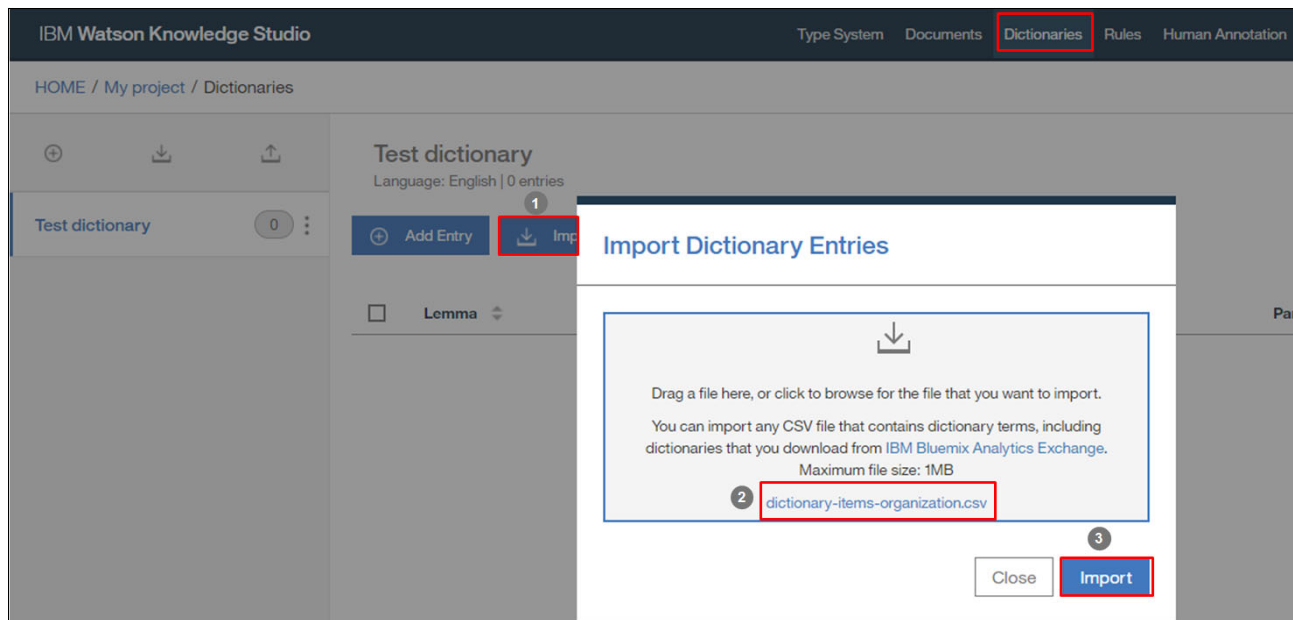 IBM Watson Knowledge Studio
Type System Documents Dictionaries Rules Human Annotation
HOME / My project / Dictionaries
Test dictionary
Language: English | 0 entries
1
Test dictionary 0
Add Entry
Imp
Import Dictionary Entries
Lemma
Par
Drag a file here, or click to browse for the file that you want to import.
You can import any CSV file that contains dictionary terms, including
dictionaries that you download from IBM Bluemix Analytics Exchange.
Maximum file size: 1MB
2 dictionary-items-organization.csv
3
Close Import